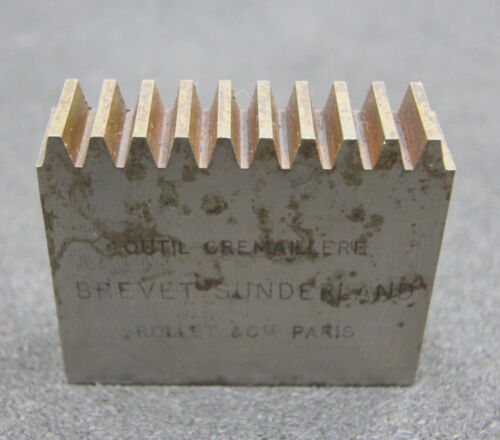 OUTIL CREMAILLERE
BREVET SUNDERLAND
ROLLET & CIE PARIS